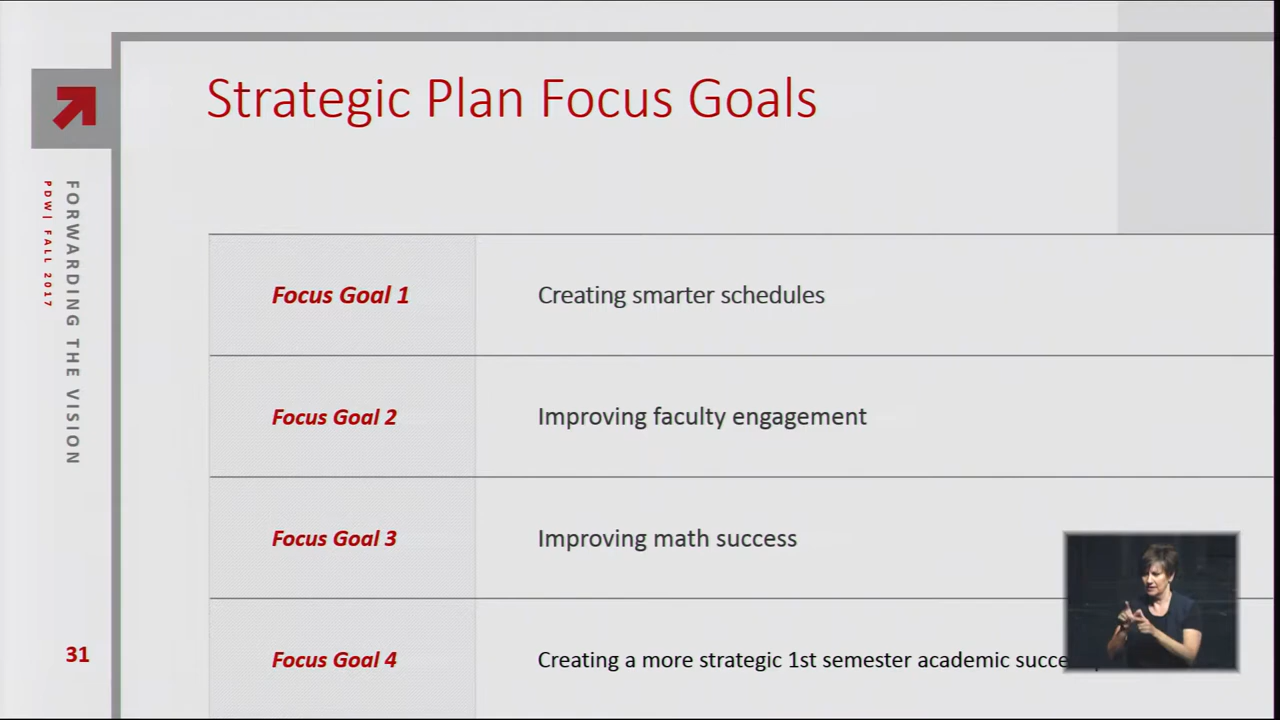 Strategic Plan Focus Goals
FORWARDING THE VISION
PDW| FALL 2017
Focus Goal 1
Creating smarter schedules
Focus Goal 2
Improving faculty engagement
Focus Goal 3
Improving math success
Focus Goal 4
Creating a more strategic 1st semester academic
31